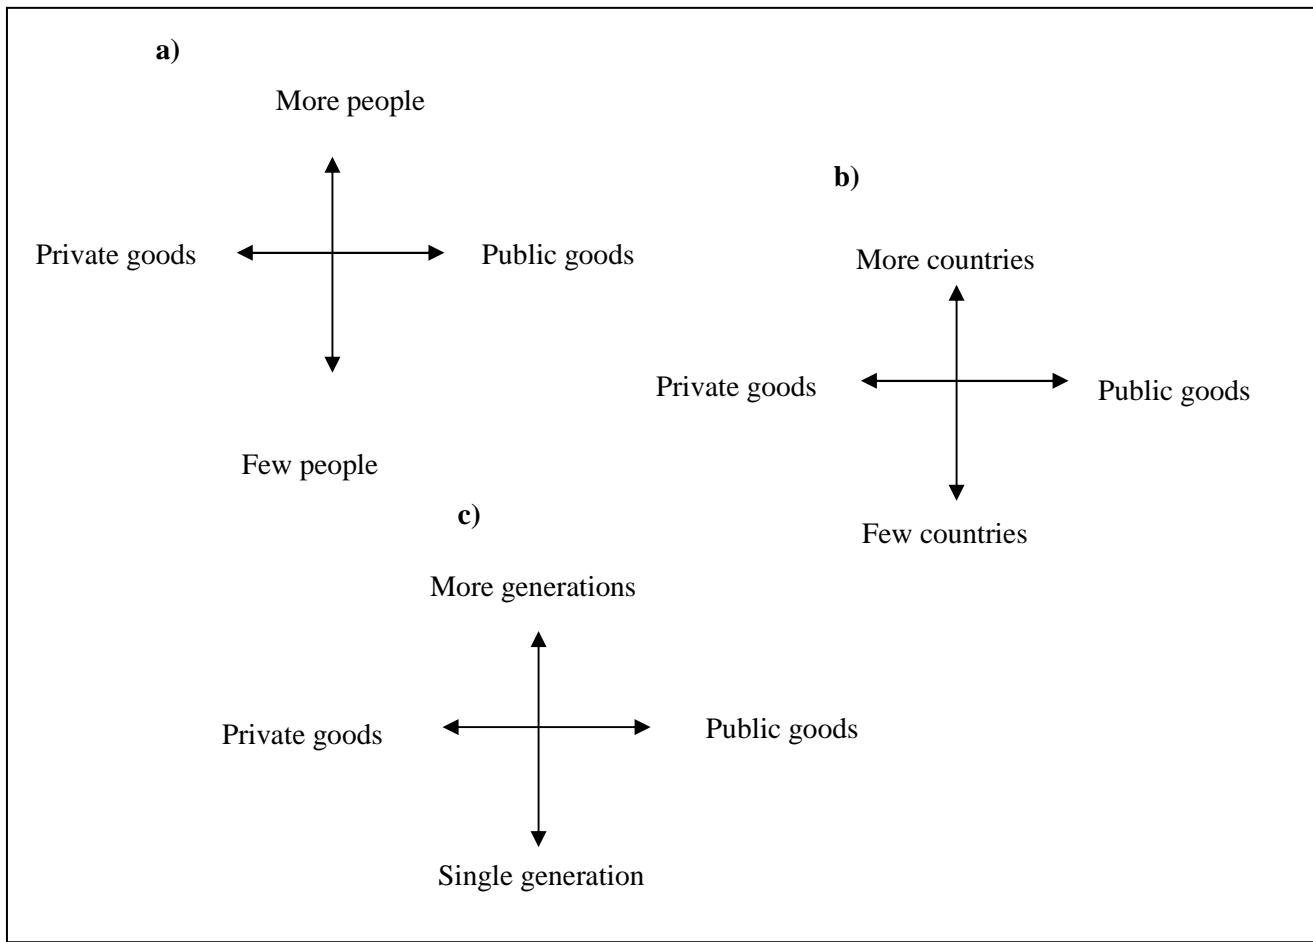 a)
More people
Private goods
Public goods
Few people
b)
More countries
Private goods
Public goods
Few countries
c)
More generations
Private goods
Public goods
Single generation